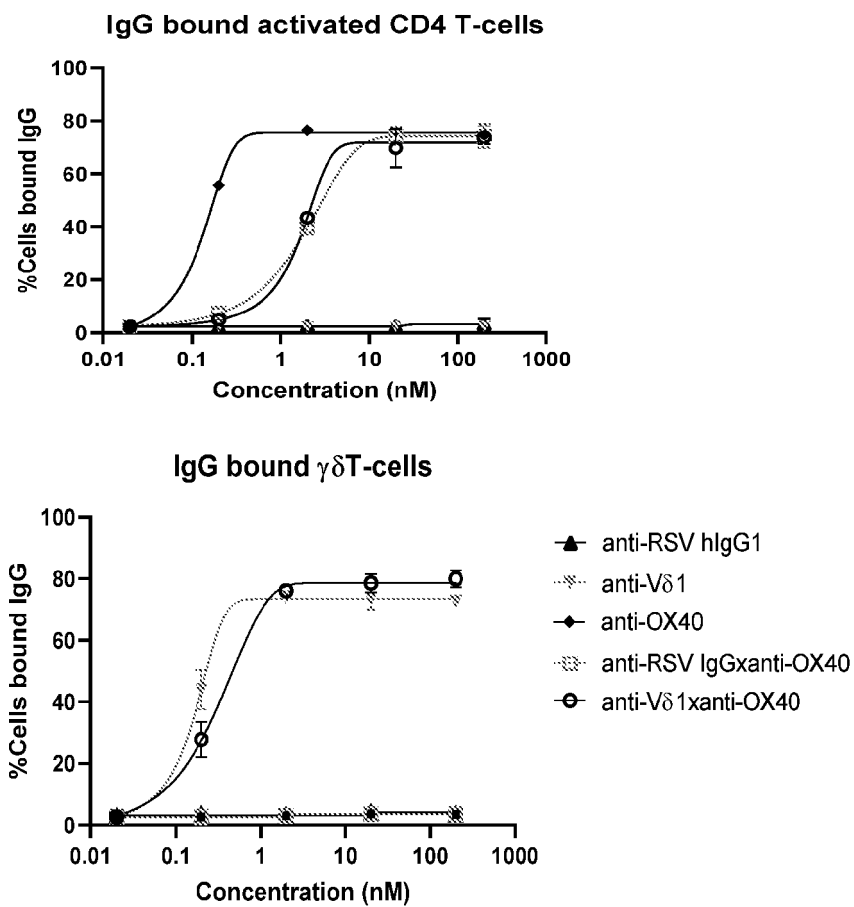 IgG bound activated CD4 T-cells
100
80
60
40
20
0
%Cells bound IgG
0.01 0.1 1 10 100 1000
Concentration (nM)
IgG bound γδT-cells
100
80
60
40
20
0
%Cells bound IgG
0.01 0.1 1 10 100 1000
Concentration (nM)
anti-RSV hIgG1
anti-Vδ1
anti-OX40
anti-RSV IgGxanti-OX40
anti-Vδ1xanti-OX40